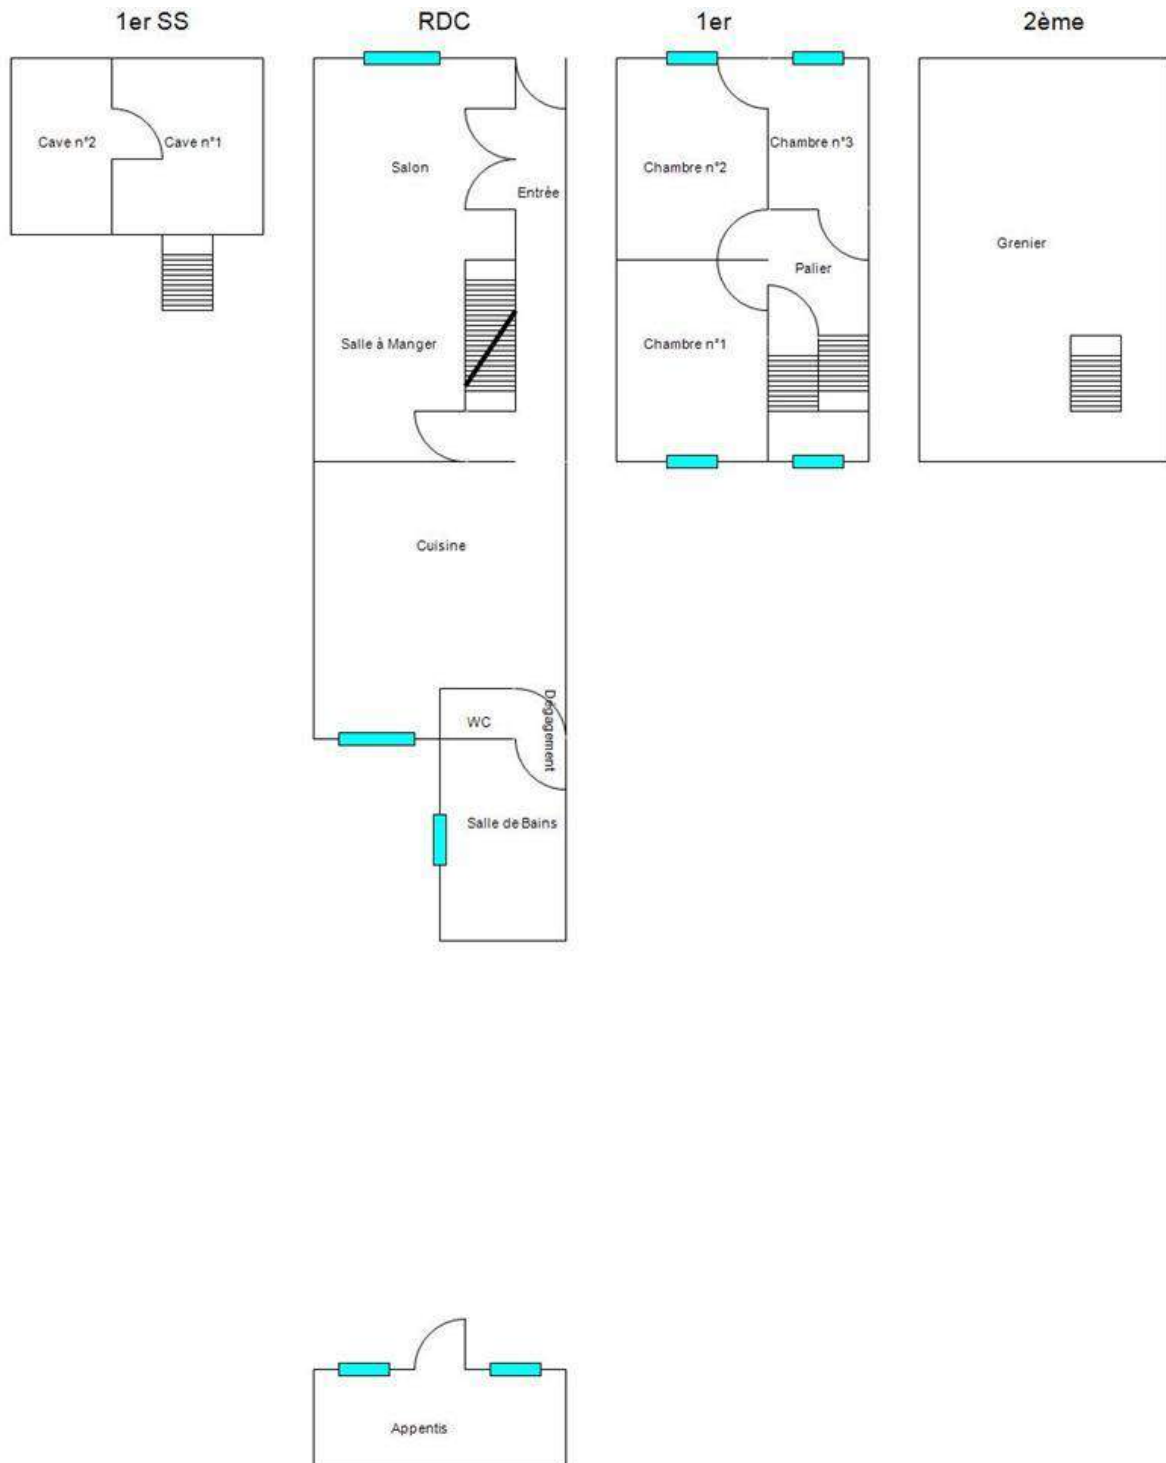 1er SS
RDC
1er
2ème
Cave n°2
Cave n°1
Salon
Entrée
Chambre n°2
Chambre n°3
Grenier
Palier
Salle à Manger
Chambre n°1
Cuisine
WC
Dégagement
Salle de Bains
Appentis